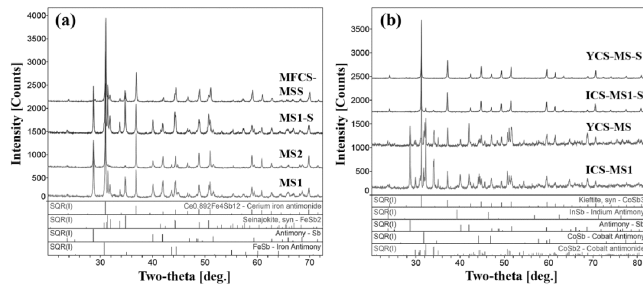 (a)
Intensity [Counts]
4000
3500
3000
2500
2000
1500
1000
500
0
MFCS-
MSS
MS1-S
MS2
MS1
SQR(I) Ce0.892Fe4Sb12 - Cerium iron antimonide
SQR(I) Seinajokite, syn - FeSb2
SQR(I) Antimony - Sb
SQR(I) FeSb - Iron Antimony
30 40 50 60 70
Two-theta [deg.]
(b)
Intensity [Counts]
3500
3000
2500
2000
1500
1000
500
0
YCS-MS-S
ICS-MS1-S
YCS-MS
ICS-MS1
SQR(I) Kieftite, syn - CoSb3
SQR(I) InSb - Indium Antimony
SQR(I) Antimony - Sb
SQR(I) CoSb - Cobalt Antimony
SQR(I) CoSb2 - Cobalt antimonide
20 30 40 50 60 70 80
Two-theta [deg.]